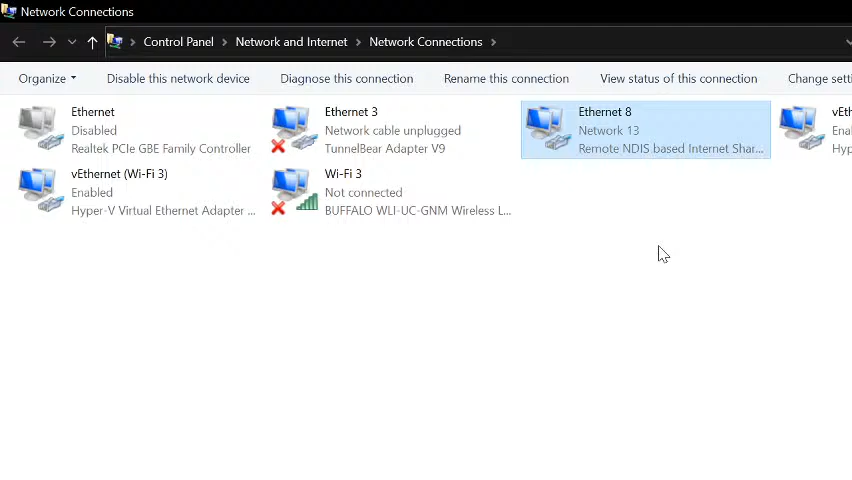 Network Connections
Control Panel Network and Internet Network Connections
Organize Disable this network device Diagnose this connection Rename this connection View status of this connection Change setti
Ethernet
Disabled
Realtek PCIe GBE Family Controller
Ethernet 3
Network cable unplugged
TunnelBear Adapter V9
Ethernet 8
Network 13
Remote NDIS based Internet Shar...
vEth
Ena
Hyp
vEthernet (Wi-Fi 3)
Enabled
Hyper-V Virtual Ethernet Adapter ...
Wi-Fi 3
Not connected
BUFFALO WLI-UC-GNM Wireless L...